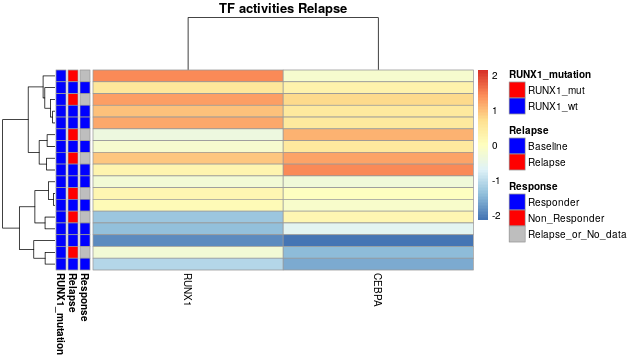 TF activities Relapse
2
1
0
-1
-2
RUNX1_mutation
RUNX1_mut
RUNX1_wt
Relapse
Baseline
Relapse
Response
Responder
Non_Responder
Relapse_or_No_data
RUNX1_mutation
Relapse
Response
RUNX1
CEBPA